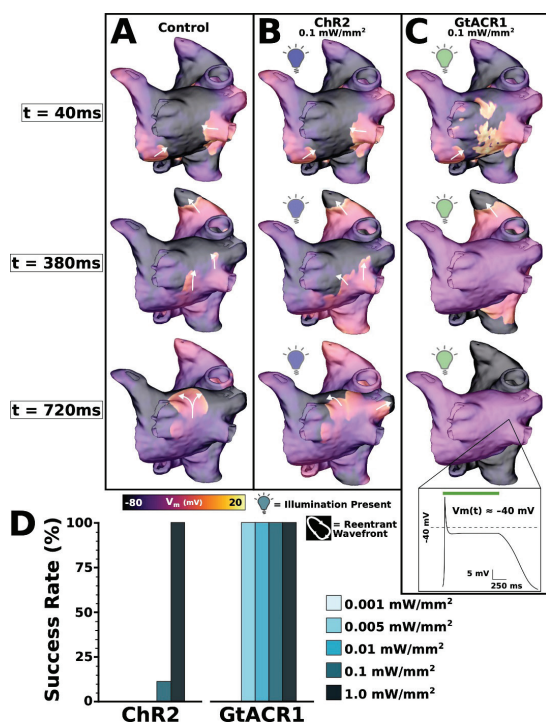 A
Control
B
ChR2
0.1 mW/mm²
C
GtACR1
0.1 mW/mm²
t = 40ms
t = 380ms
t = 720ms
-80 Vm (mV) 20
= Illumination Present
= Reentrant
Wavefront
Vm(t) ≈ -40 mV
-40 mV
5 mV
250 ms
D
Success Rate (%)
100
75
50
25
0
ChR2
GtACR1
0.001 mW/mm²
0.005 mW/mm²
0.01 mW/mm²
0.1 mW/mm²
1.0 mW/mm²